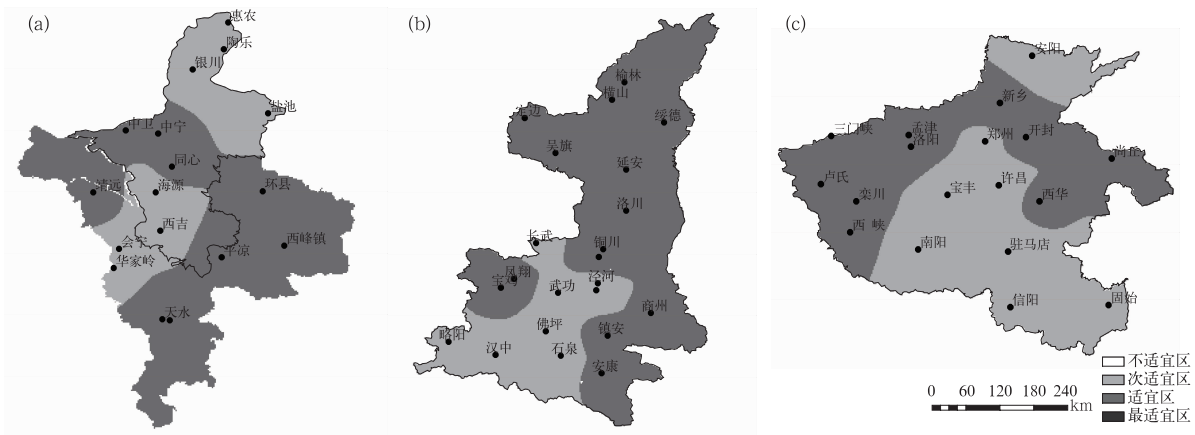 (a)
惠农
陶乐
银川
盐池
中卫
中宁
同心
靖远
海源
环县
西吉
会宁
西峰镇
华家岭
平凉
天水
(b)
榆林
横山
定边
绥德
吴旗
延安
洛川
长武
铜川
凤翔
宝鸡
武功
泾河
商州
佛坪
镇安
略阳
汉中
石泉
安康
(c)
安阳
新乡
三门峡
孟津
洛阳
郑州
开封
商丘
卢氏
栾川
宝丰
许昌
西华
西 峡
南阳
驻马店
信阳
固始
不适宜区
次适宜区
适宜区
最适宜区
0 60 120 180 240
km